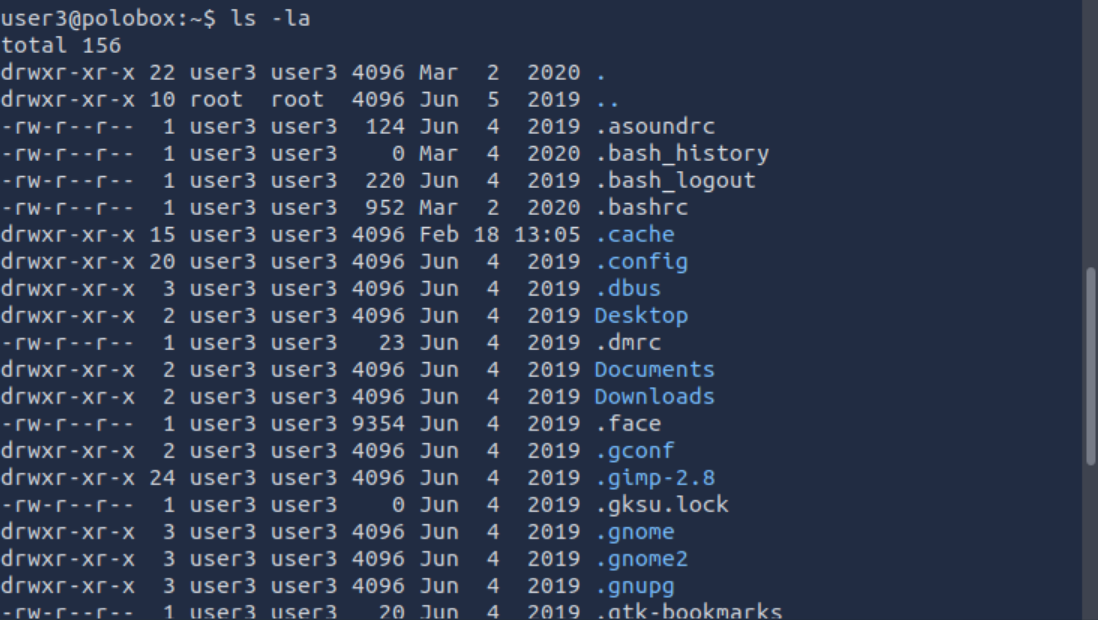 user3@polobox:~$ ls -la
total 156
drwxr-xr-x 22 user3 user3 4096 Mar  2  2020 .
drwxr-xr-x 10 root  root  4096 Jun  5  2019 ..
-rw-r--r--  1 user3 user3  124 Jun  4  2019 .asoundrc
-rw-r--r--  1 user3 user3    0 Mar  4  2020 .bash_history
-rw-r--r--  1 user3 user3  220 Jun  4  2019 .bash_logout
-rw-r--r--  1 user3 user3  952 Mar  2  2020 .bashrc
drwxr-xr-x 15 user3 user3 4096 Feb 18 13:05 .cache
drwxr-xr-x 20 user3 user3 4096 Jun  4  2019 .config
drwxr-xr-x  3 user3 user3 4096 Jun  4  2019 .dbus
drwxr-xr-x  2 user3 user3 4096 Jun  4  2019 Desktop
-rw-r--r--  1 user3 user3   23 Jun  4  2019 .dmrc
drwxr-xr-x  2 user3 user3 4096 Jun  4  2019 Documents
drwxr-xr-x  2 user3 user3 4096 Jun  4  2019 Downloads
-rw-r--r--  1 user3 user3 9354 Jun  4  2019 .face
drwxr-xr-x  2 user3 user3 4096 Jun  4  2019 .gconf
drwxr-xr-x 24 user3 user3 4096 Jun  4  2019 .gimp-2.8
-rw-r--r--  1 user3 user3    0 Jun  4  2019 .gksu.lock
drwxr-xr-x  3 user3 user3 4096 Jun  4  2019 .gnome
drwxr-xr-x  3 user3 user3 4096 Jun  4  2019 .gnome2
drwxr-xr-x  3 user3 user3 4096 Jun  4  2019 .gnupg
-rw-r--r--  1 user3 user3   20 Jun  4  2019 .gtk-bookmarks